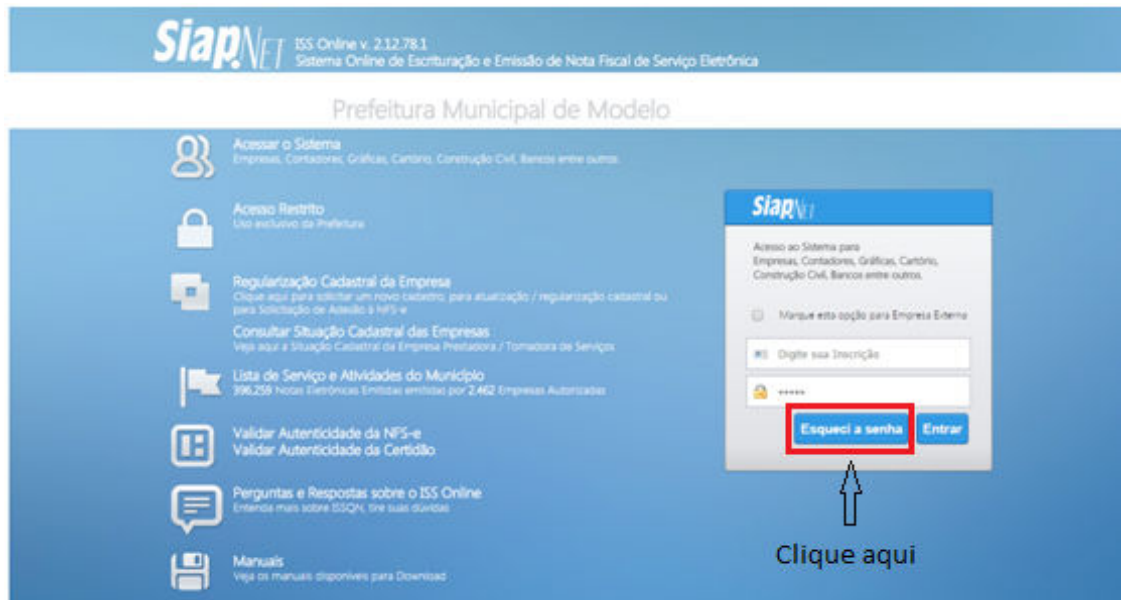 SiapNET
ISS Online v. 2.12.78.1
Sistema Online de Escrituração e Emissão de Nota Fiscal de Serviço Eletrônica
Prefeitura Municipal de Modelo
Acessar o Sistema
Empresas, Contadores, Gráficas, Cartório, Construção Civil, Bancos entre outros.
Acesso Restrito
Uso exclusivo da Prefeitura
Regularização Cadastral da Empresa
Clique aqui para solicitar um novo cadastro, para atualização / regularização cadastral ou
para Solicitação de Adesão à NFS-e
Consultar Situação Cadastral das Empresas
Veja aqui a Situação Cadastral da Empresa Prestadora / Tomadora de Serviços
Lista de Serviço e Atividades do Município
396.259 Notas Eletrônicas Emitidas emitidas por 2.462 Empresas Autorizadas
Validar Autenticidade da NFS-e
Validar Autenticidade da Certidão
Perguntas e Respostas sobre o ISS Online
Entenda mais sobre ISSQN, tire suas dúvidas
Manuais
Veja os manuais disponíveis para Download
SiapNET
Acesso ao Sistema para
Empresas, Contadores, Gráficas, Cartório,
Construção Civil, Bancos entre outros.
Marque esta opção para Empresa Externa
Digite sua Inscrição
•••••
Esqueci a senha
Entrar
Clique aqui